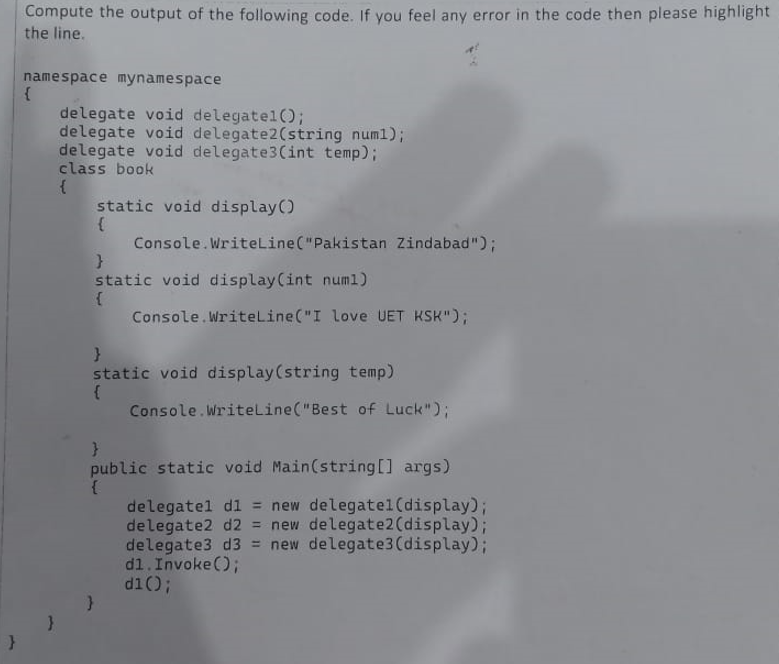 Compute the output of the following code. If you feel any error in the code then please highlight
the line.
namespace mynamespace
{
delegate void delegate1();
delegate void delegate2(string num1);
delegate void delegate3(int temp);
class book
{
static void display()
{
Console.WriteLine("Pakistan Zindabad");
}
static void display(int num1)
{
Console.WriteLine("I love UET KSK");
}
static void display(string temp)
{
Console.WriteLine("Best of Luck");
}
public static void Main(string[] args)
{
delegate1 d1 = new delegate1(display);
delegate2 d2 = new delegate2(display);
delegate3 d3 = new delegate3(display);
d1.Invoke();
d1();
}
}
}